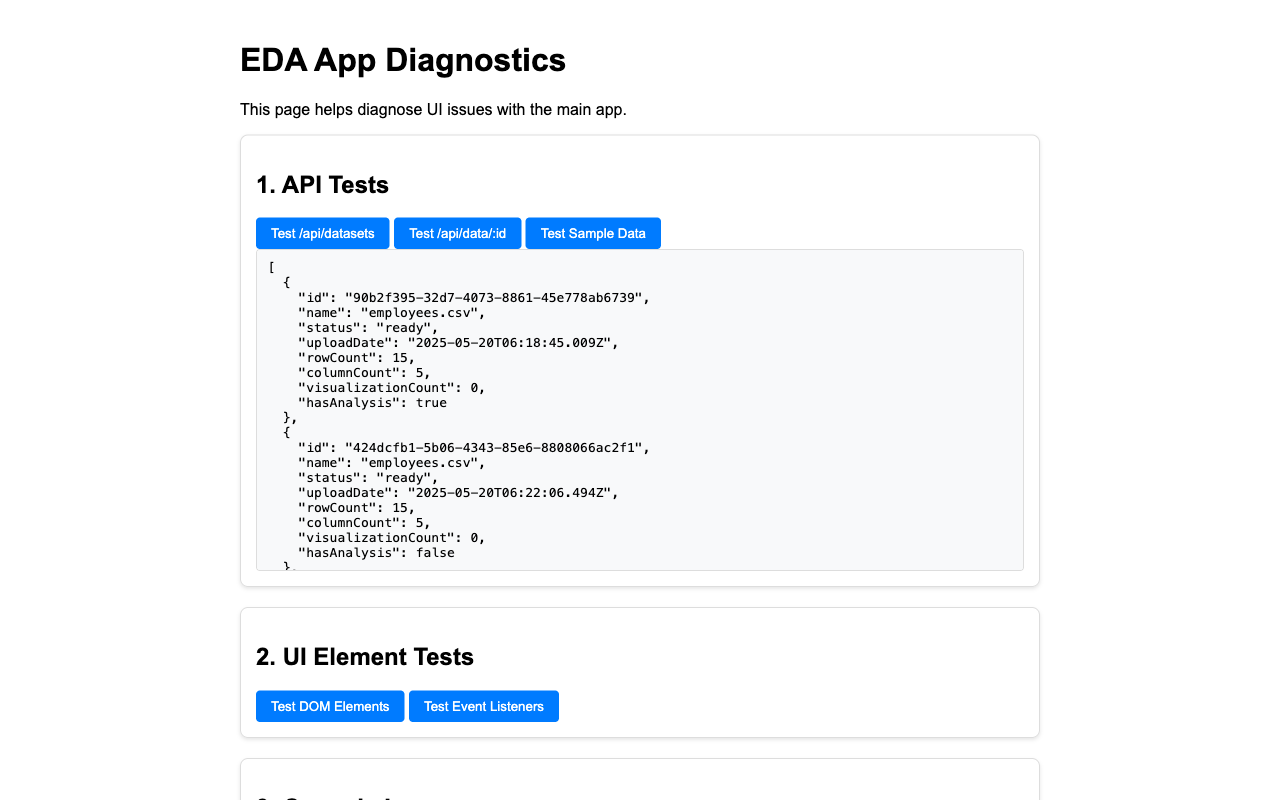 EDA App Diagnostics
This page helps diagnose UI issues with the main app.
1. API Tests
Test /api/datasets Test /api/data/:id Test Sample Data
[
  {
    "id": "90b2f395-32d7-4073-8861-45e778ab6739",
    "name": "employees.csv",
    "status": "ready",
    "uploadDate": "2025-05-20T06:18:45.009Z",
    "rowCount": 15,
    "columnCount": 5,
    "visualizationCount": 0,
    "hasAnalysis": true
  },
  {
    "id": "424dcfb1-5b06-4343-85e6-8808066ac2f1",
    "name": "employees.csv",
    "status": "ready",
    "uploadDate": "2025-05-20T06:22:06.494Z",
    "rowCount": 15,
    "columnCount": 5,
    "visualizationCount": 0,
    "hasAnalysis": false
  },
2. UI Element Tests
Test DOM Elements Test Event Listeners